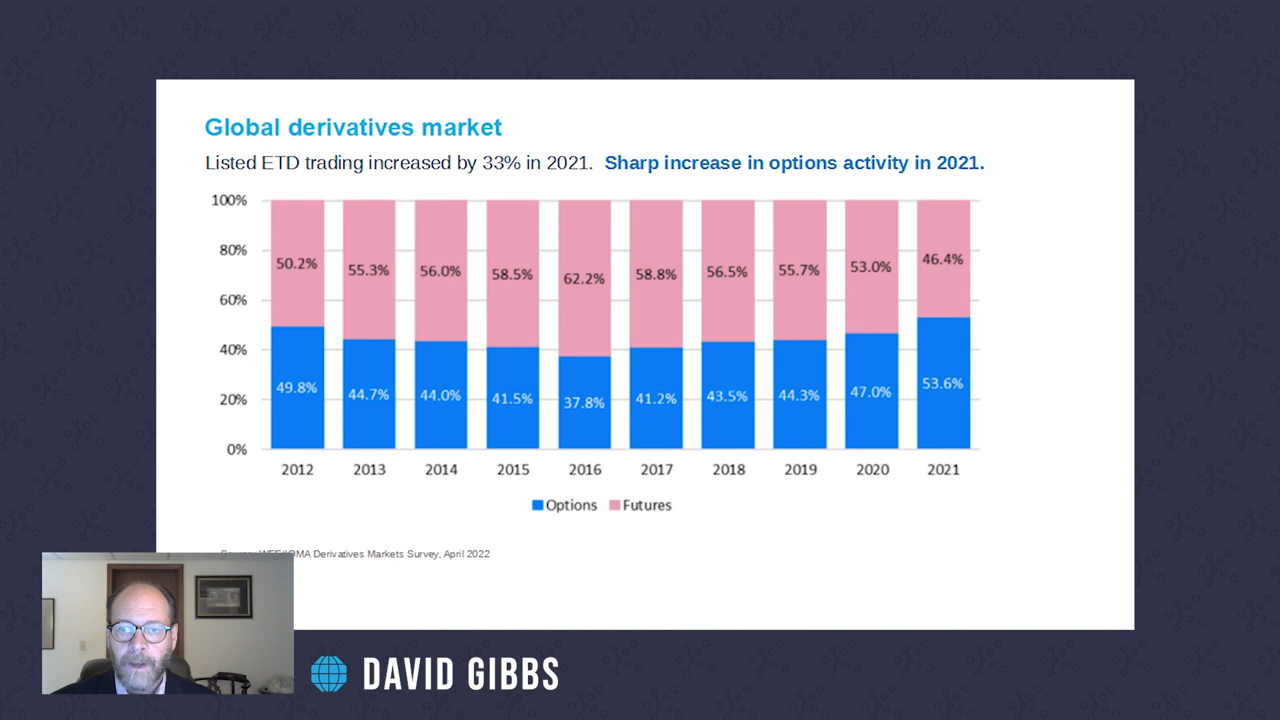 Global derivatives market
Listed ETD trading increased by 33% in 2021. Sharp increase in options activity in 2021.
100%
80%
60%
40%
20%
0%
50.2% 55.3% 56.0% 58.5% 62.2% 58.8% 56.5% 55.7% 53.0% 46.4%
49.8% 44.7% 44.0% 41.5% 37.8% 41.2% 43.5% 44.3% 47.0% 53.6%
2012 2013 2014 2015 2016 2017 2018 2019 2020 2021
Options Futures
Derivatives Markets Survey, April 2022
DAVID GIBBS